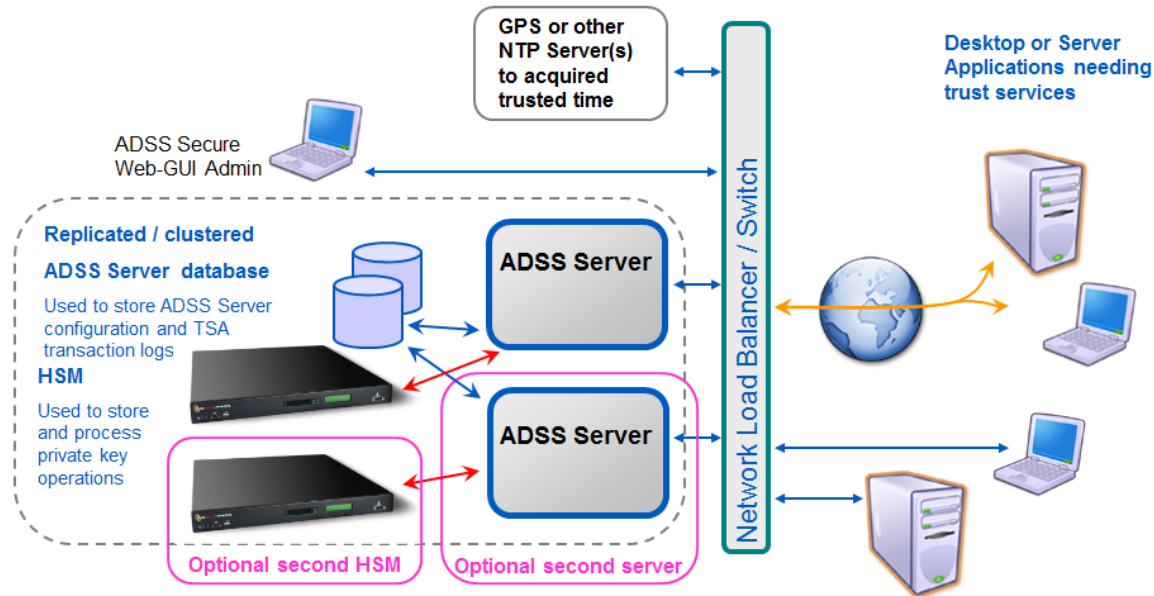 GPS or other
NTP Server(s)
to acquired
trusted time
Desktop or Server
Applications needing
trust services
ADSS Secure
Web-GUI Admin
Network Load Balancer / Switch
Replicated / clustered
ADSS Server database
Used to store ADSS Server
configuration and TSA
transaction logs
HSM
Used to store
and process
private key
operations
ADSS Server
ADSS Server
Optional second HSM
Optional second server